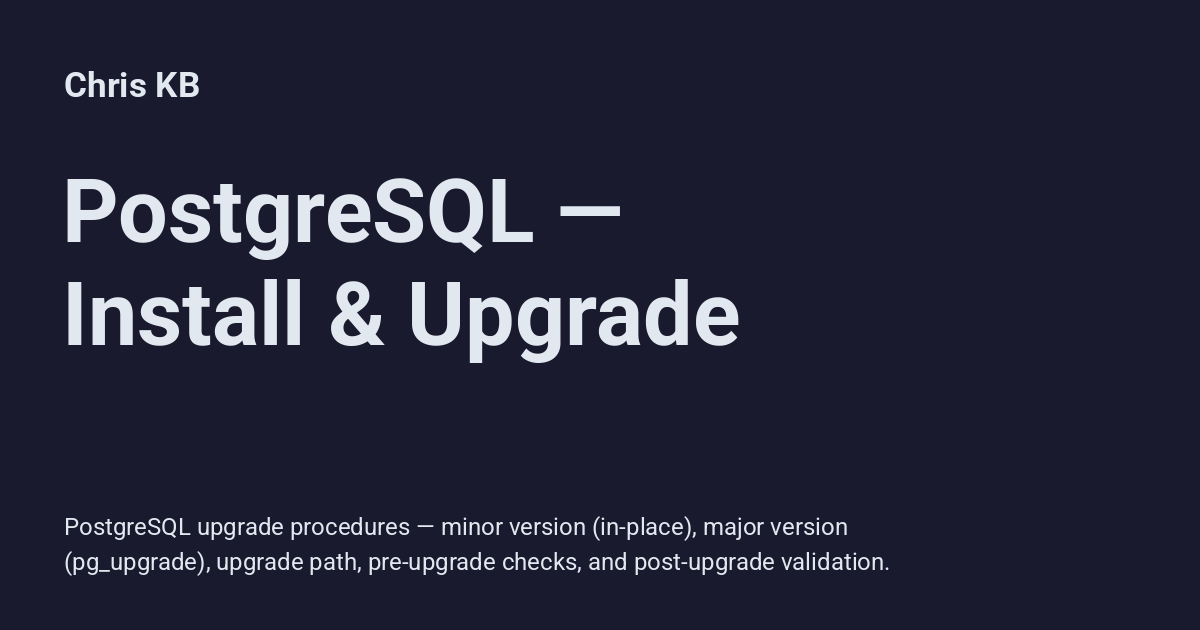 Chris KB
PostgreSQL —
Install & Upgrade
PostgreSQL upgrade procedures — minor version (in-place), major version
(pg_upgrade), upgrade path, pre-upgrade checks, and post-upgrade validation.